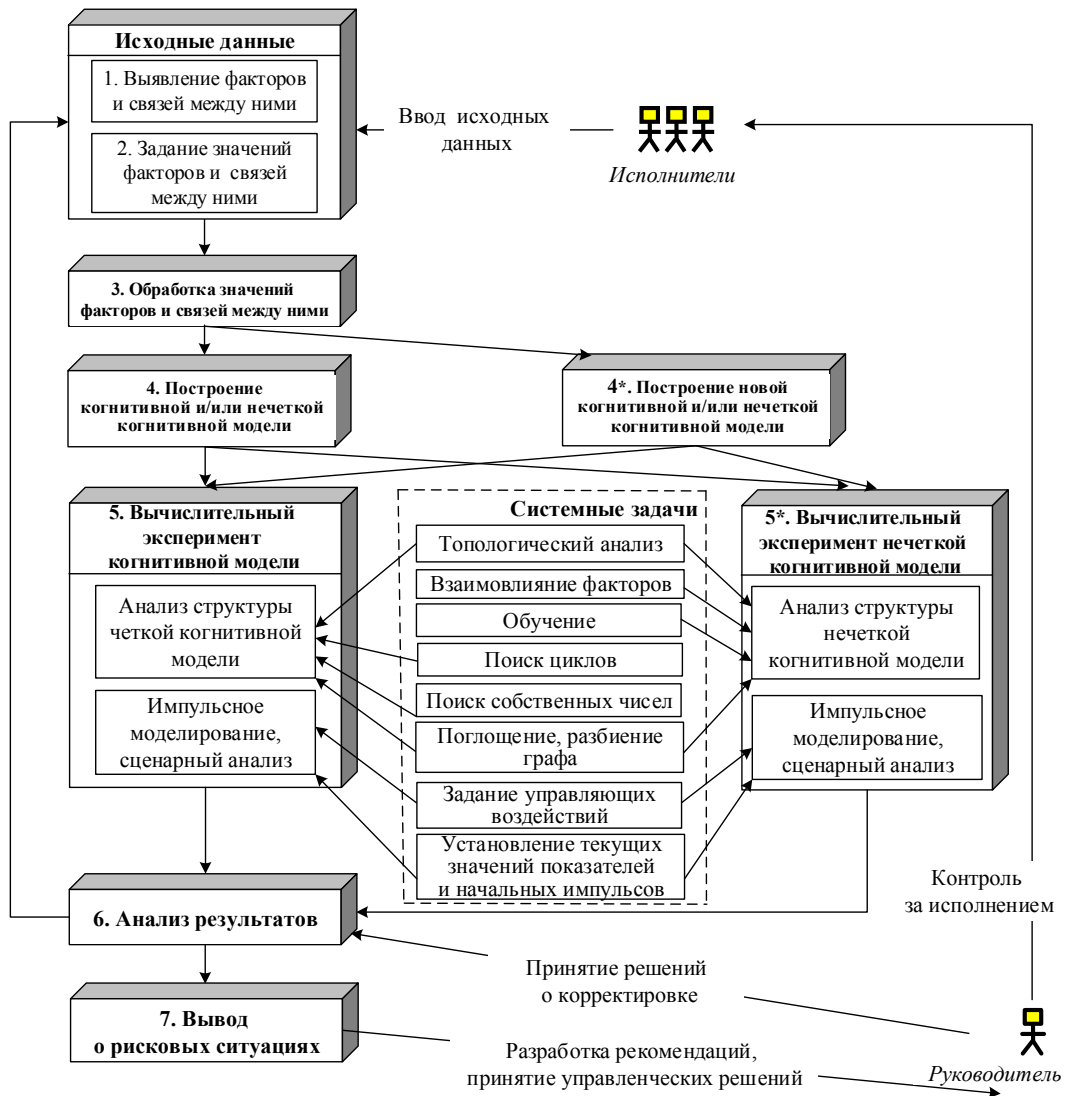 Исходные данные
1. Выявление факторов
и связей между ними
2. Задание значений
факторов и связей
между ними
Ввод исходных
данных
Исполнители
3. Обработка значений
факторов и связей между ними
4. Построение
когнитивной и/или нечеткой
когнитивной модели
4*. Построение новой
когнитивной и/или нечеткой
когнитивной модели
5. Вычислительный
эксперимент
когнитивной модели
Анализ структуры
четкой когнитивной
модели
Импульсное
моделирование,
сценарный анализ
Системные задачи
Топологический анализ
Взаимовлияние факторов
Обучение
Поиск циклов
Поиск собственных чисел
Поглощение, разбиение
графа
Задание управляющих
воздействий
Установление текущих
значений показателей
и начальных импульсов
5*. Вычислительный
эксперимент нечеткой
когнитивной модели
Анализ структуры
нечеткой
когнитивной модели
Импульсное
моделирование,
сценарный анализ
Контроль
за исполнением
6. Анализ результатов
Принятие решений
о корректировке
7. Вывод
о рисковых ситуациях
Разработка рекомендаций,
принятие управленческих решений
Руководитель